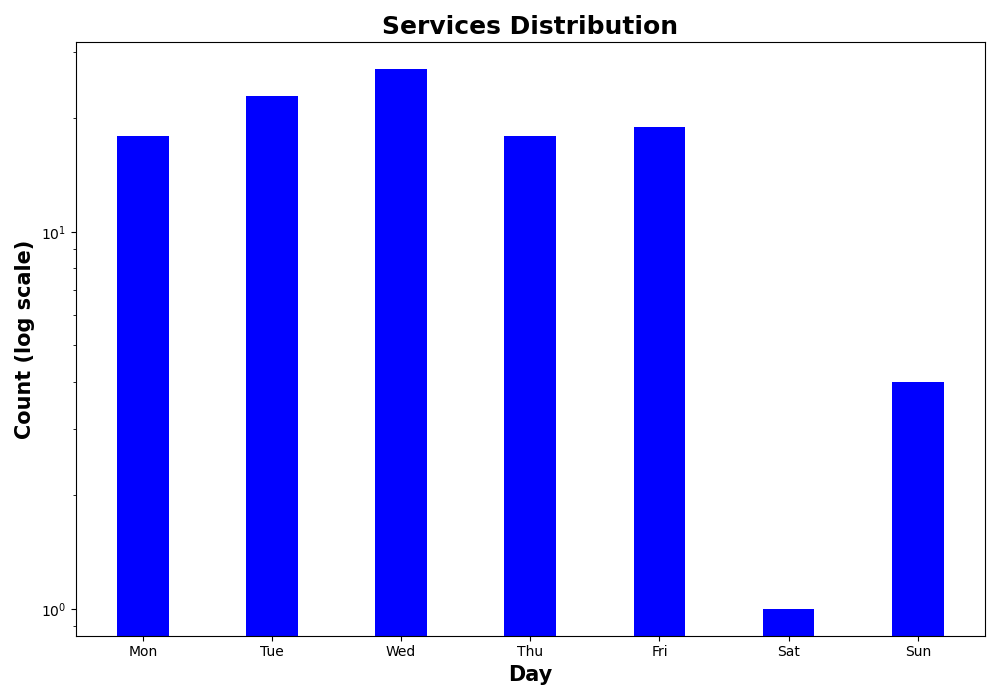 Services Distribution
Count (log scale)
10¹
10⁰
Mon Tue Wed Thu Fri Sat Sun
Day